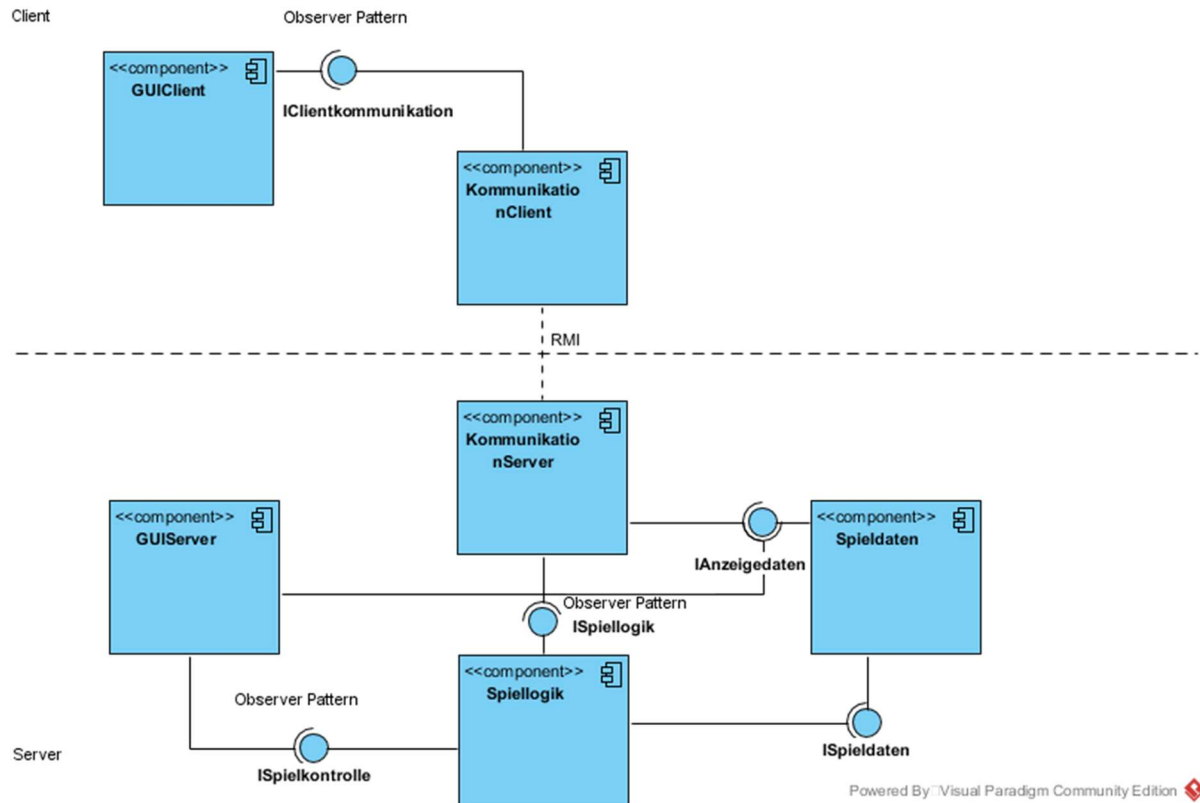 Client
Observer Pattern
<<component>>
GUIClient
IClientkommunikation
<<component>>
Kommunikatio
nClient
RMI
<<component>>
Kommunikatio
nServer
<<component>>
GUIServer
<<component>>
Spieldaten
IAnzeigedaten
Observer Pattern
ISpiellogik
<<component>>
Spiellogik
Observer Pattern
ISpielkontrolle
ISpieldaten
Server
Powered By Visual Paradigm Community Edition